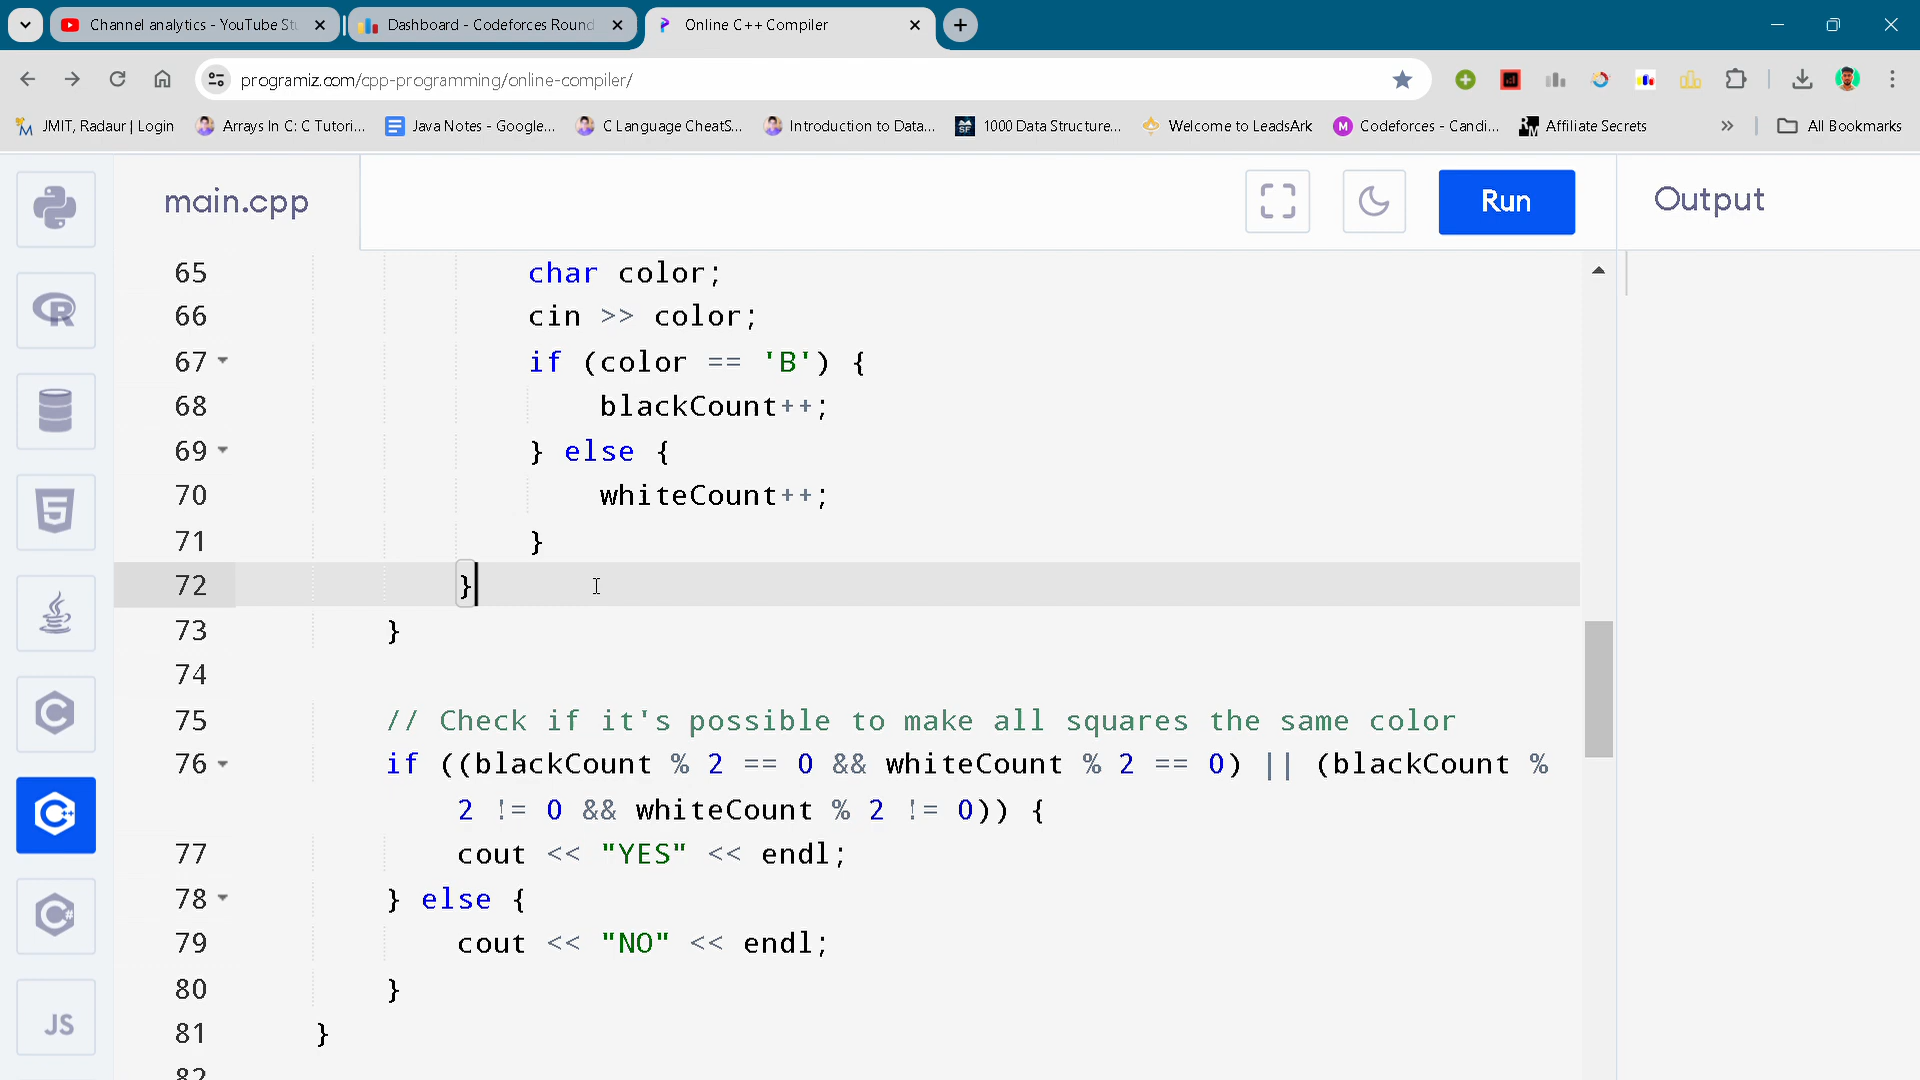 Channel analytics - YouTube St
Dashboard - Codeforces Round
Online C++ Compiler
programiz.com/cpp-programming/online-compiler/
JMIT, Radaur | Login
Arrays In C: C Tutori...
Java Notes - Google...
C Language CheatS...
Introduction to Data...
1000 Data Structure...
Welcome to LeadsArk
Codeforces - Candi...
Affiliate Secrets
All Bookmarks
main.cpp
Run
Output
65 char color;
66 cin >> color;
67 if (color == 'B') {
68 blackCount++;
69 } else {
70 whiteCount++;
71 }
72 }
73 }
74
75 // Check if it's possible to make all squares the same color
76 if ((blackCount % 2 == 0 && whiteCount % 2 == 0) || (blackCount %
2 != 0 && whiteCount % 2 != 0)) {
77 cout << "YES" << endl;
78 } else {
79 cout << "NO" << endl;
80 }
81 }
82
JS